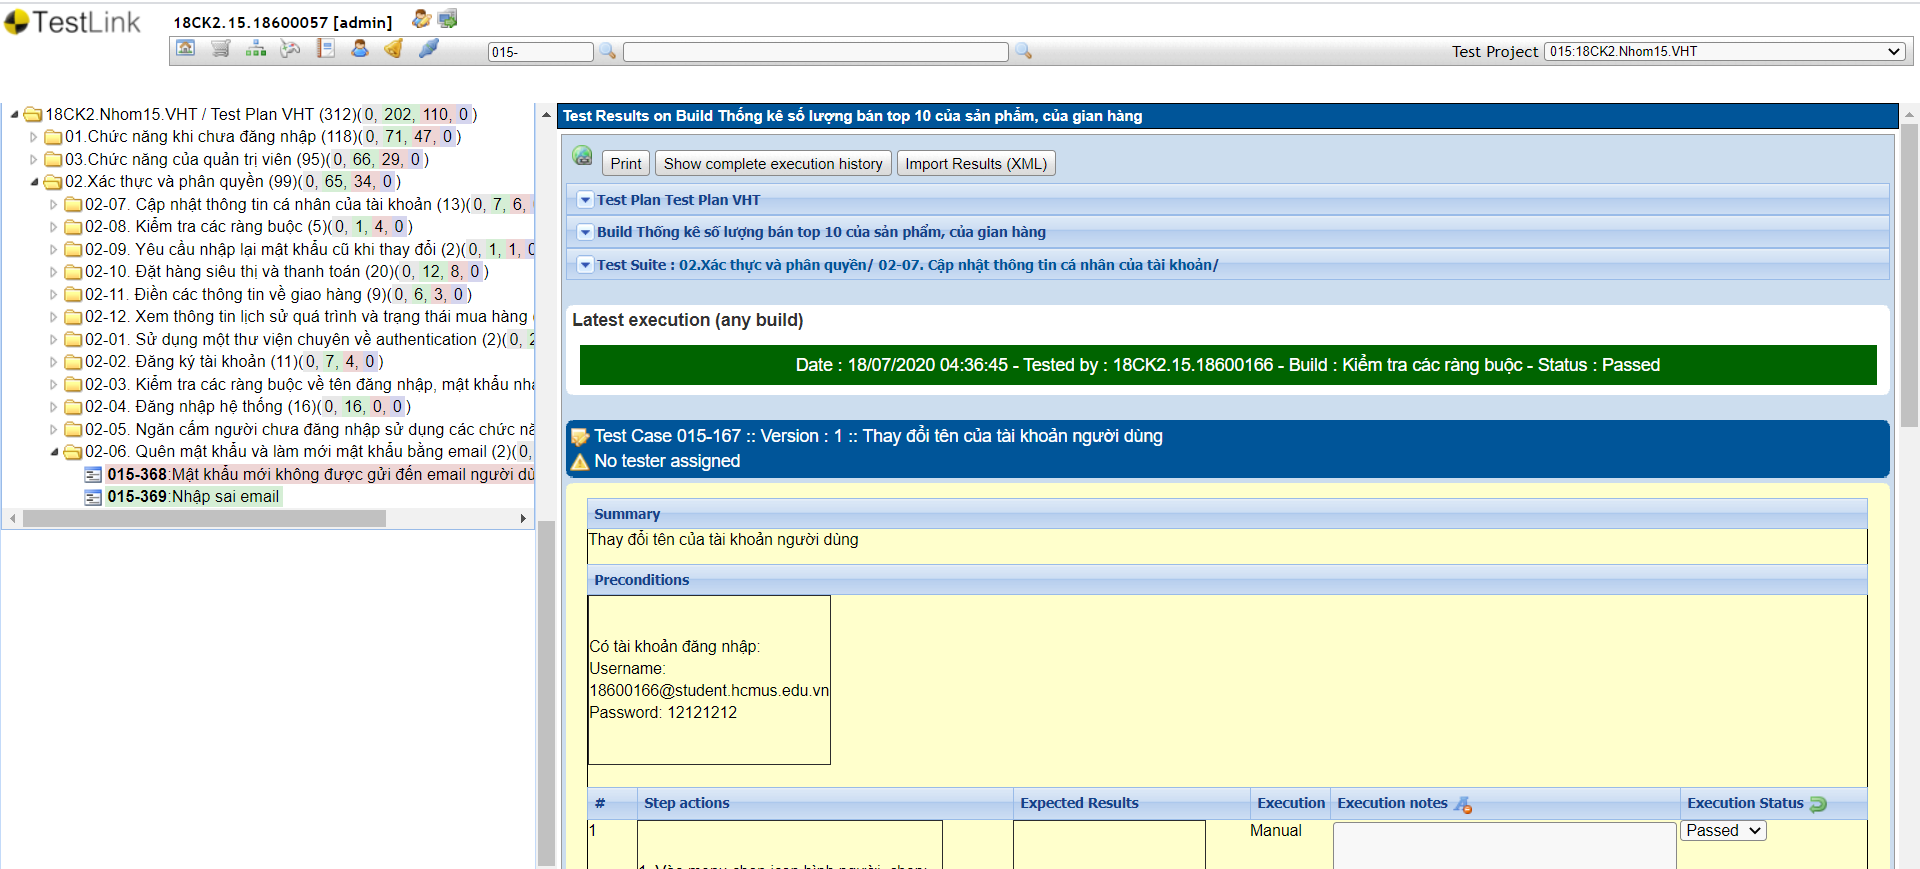 TestLink
18CK2.15.18600057 [admin]
015-
Test Project 015:18CK2.Nhom15.VHT
18CK2.Nhom15.VHT / Test Plan VHT (312)(0, 202, 110, 0)
01.Chức năng khi chưa đăng nhập (118)(0, 71, 47, 0)
03.Chức năng của quản trị viên (95)(0, 66, 29, 0)
02.Xác thực và phân quyền (99)(0, 65, 34, 0)
02-07. Cập nhật thông tin cá nhân của tài khoản (13)(0, 7, 6,
02-08. Kiểm tra các ràng buộc (5)(0, 1, 4, 0)
02-09. Yêu cầu nhập lại mật khẩu cũ khi thay đổi (2)(0, 1, 1, 0
02-10. Đặt hàng siêu thị và thanh toán (20)(0, 12, 8, 0)
02-11. Điền các thông tin về giao hàng (9)(0, 6, 3, 0)
02-12. Xem thông tin lịch sử quá trình và trạng thái mua hàng (
02-01. Sử dụng một thư viện chuyên về authentication (2)(0, 2
02-02. Đăng ký tài khoản (11)(0, 7, 4, 0)
02-03. Kiểm tra các ràng buộc về tên đăng nhập, mật khẩu nhậ
02-04. Đăng nhập hệ thống (16)(0, 16, 0, 0)
02-05. Ngăn cấm người chưa đăng nhập sử dụng các chức nă
02-06. Quên mật khẩu và làm mới mật khẩu bằng email (2)(0,
015-368:Mật khẩu mới không được gửi đến email người dù
015-369:Nhập sai email
Test Results on Build Thống kê số lượng bán top 10 của sản phẩm, của gian hàng
Print Show complete execution history Import Results (XML)
Test Plan Test Plan VHT
Build Thống kê số lượng bán top 10 của sản phẩm, của gian hàng
Test Suite : 02.Xác thực và phân quyền/ 02-07. Cập nhật thông tin cá nhân của tài khoản/
Latest execution (any build)
Date : 18/07/2020 04:36:45 - Tested by : 18CK2.15.18600166 - Build : Kiểm tra các ràng buộc - Status : Passed
Test Case 015-167 :: Version : 1 :: Thay đổi tên của tài khoản người dùng
No tester assigned
Summary
Thay đổi tên của tài khoản người dùng
Preconditions
Có tài khoản đăng nhập:
Username:
18600166@student.hcmus.edu.vn
Password: 12121212
# Step actions Expected Results Execution Execution notes Execution Status
1 Manual Passed
1. Vào menu chọn icon hình người, chọn: